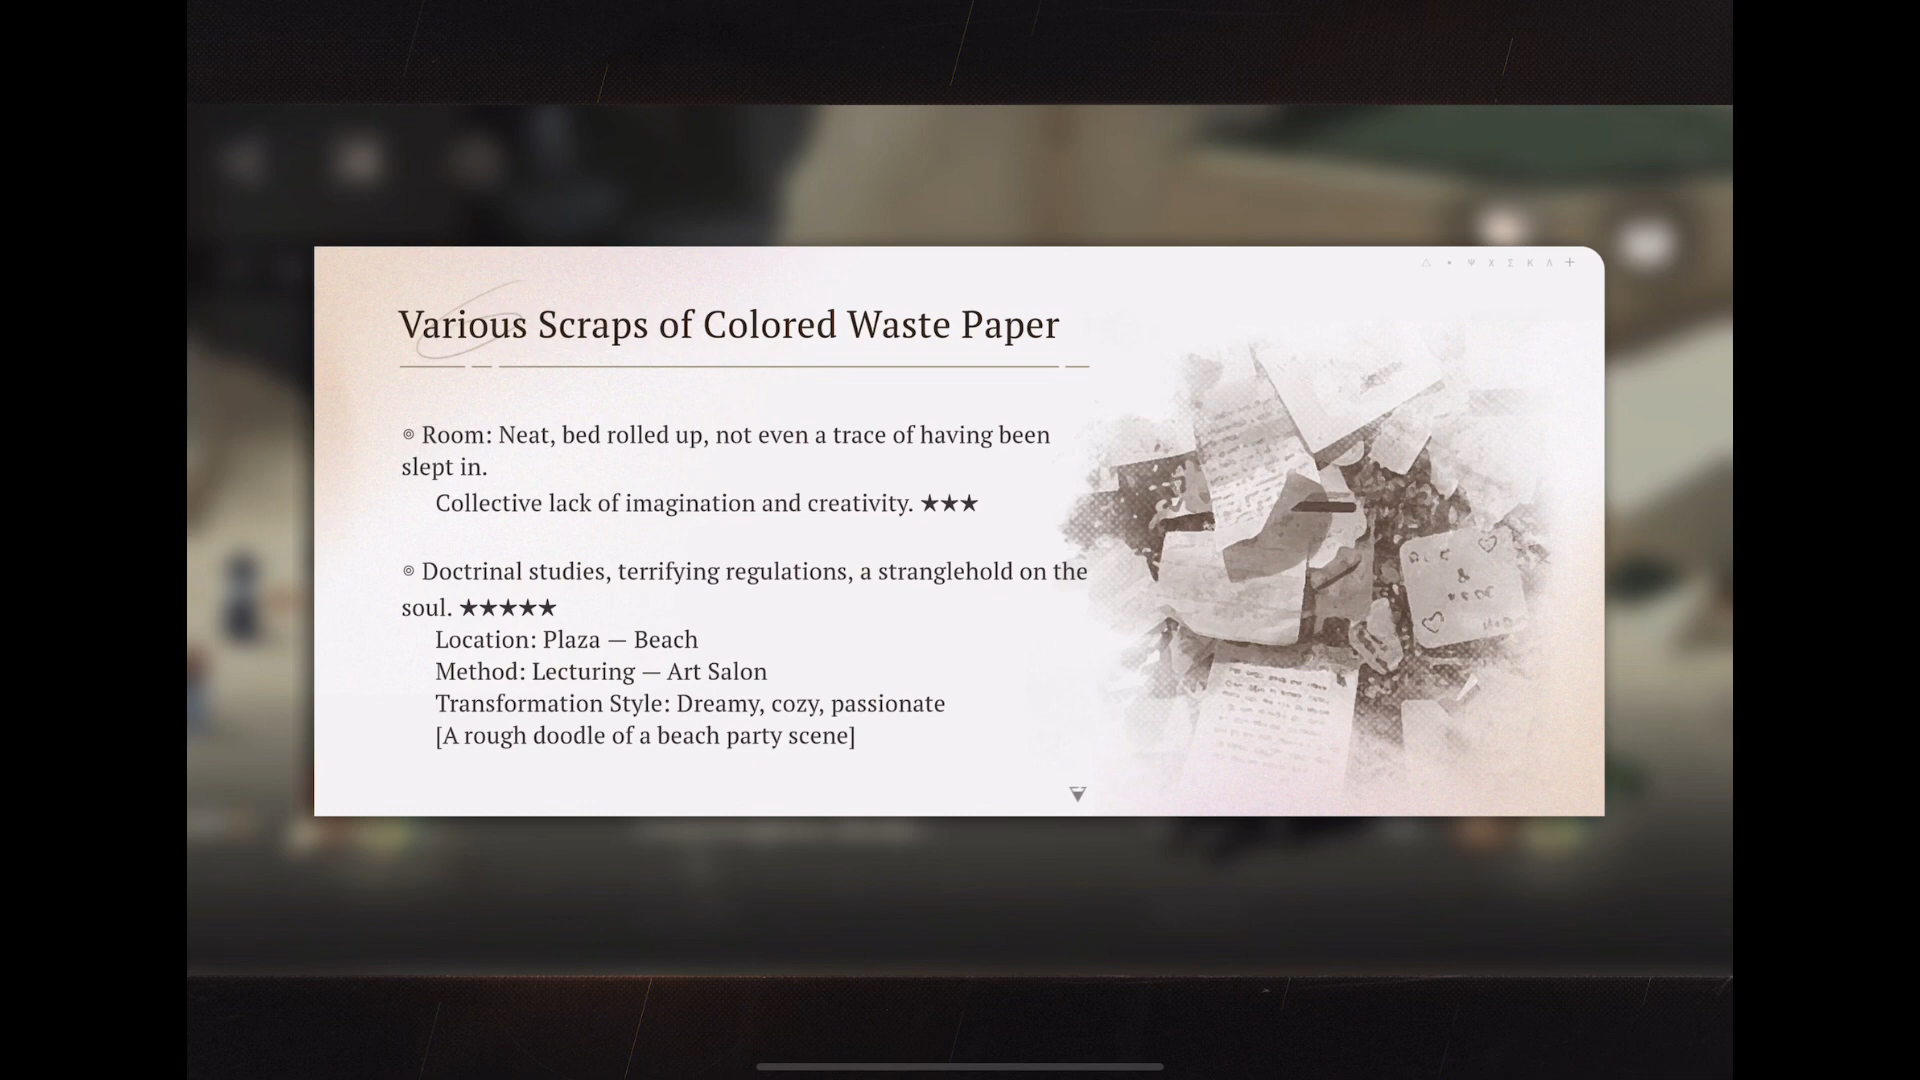 △ • Ψ X Σ K Λ +
Various Scraps of Colored Waste Paper
◎ Room: Neat, bed rolled up, not even a trace of having been
slept in.
Collective lack of imagination and creativity. ★★★
◎ Doctrinal studies, terrifying regulations, a stranglehold on the
soul. ★★★★★
Location: Plaza — Beach
Method: Lecturing — Art Salon
Transformation Style: Dreamy, cozy, passionate
[A rough doodle of a beach party scene]